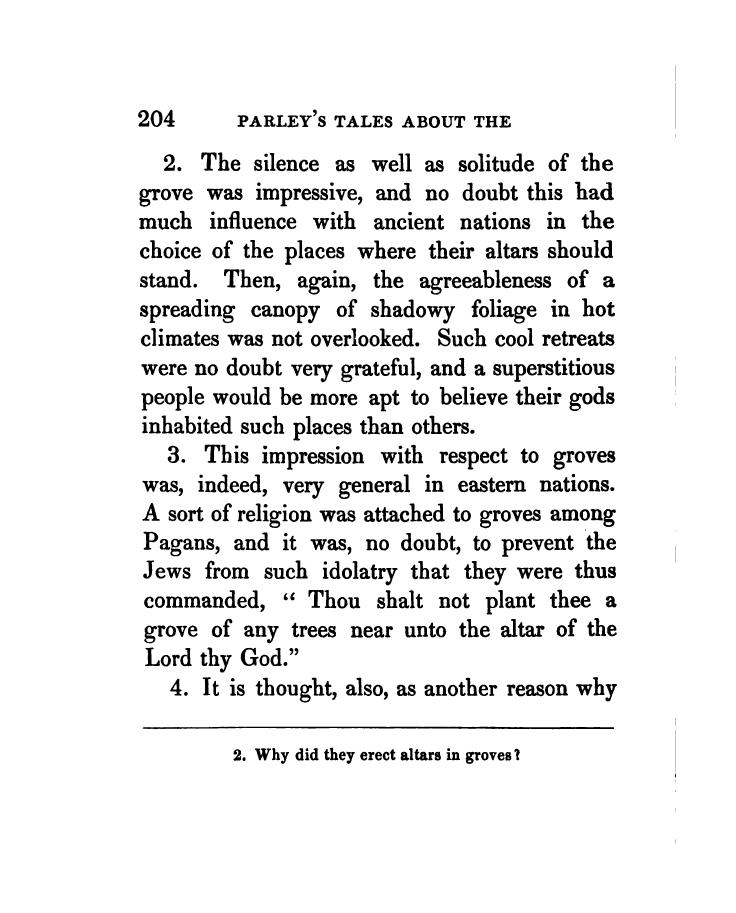 204 PARLEY'S TALES ABOUT THE
2. The silence as well as solitude of the
grove was impressive, and no doubt this had
much influence with ancient nations in the
choice of the places where their altars should
stand. Then, again, the agreeableness of a
spreading canopy of shadowy foliage in hot
climates was not overlooked. Such cool retreats
were no doubt very grateful, and a superstitious
people would be more apt to believe their gods
inhabited such places than others.
3. This impression with respect to groves
was, indeed, very general in eastern nations.
A sort of religion was attached to groves among
Pagans, and it was, no doubt, to prevent the
Jews from such idolatry that they were thus
commanded, “ Thou shalt not plant thee a
grove of any trees near unto the altar of the
Lord thy God.”
4. It is thought, also, as another reason why
2. Why did they erect altars in groves?